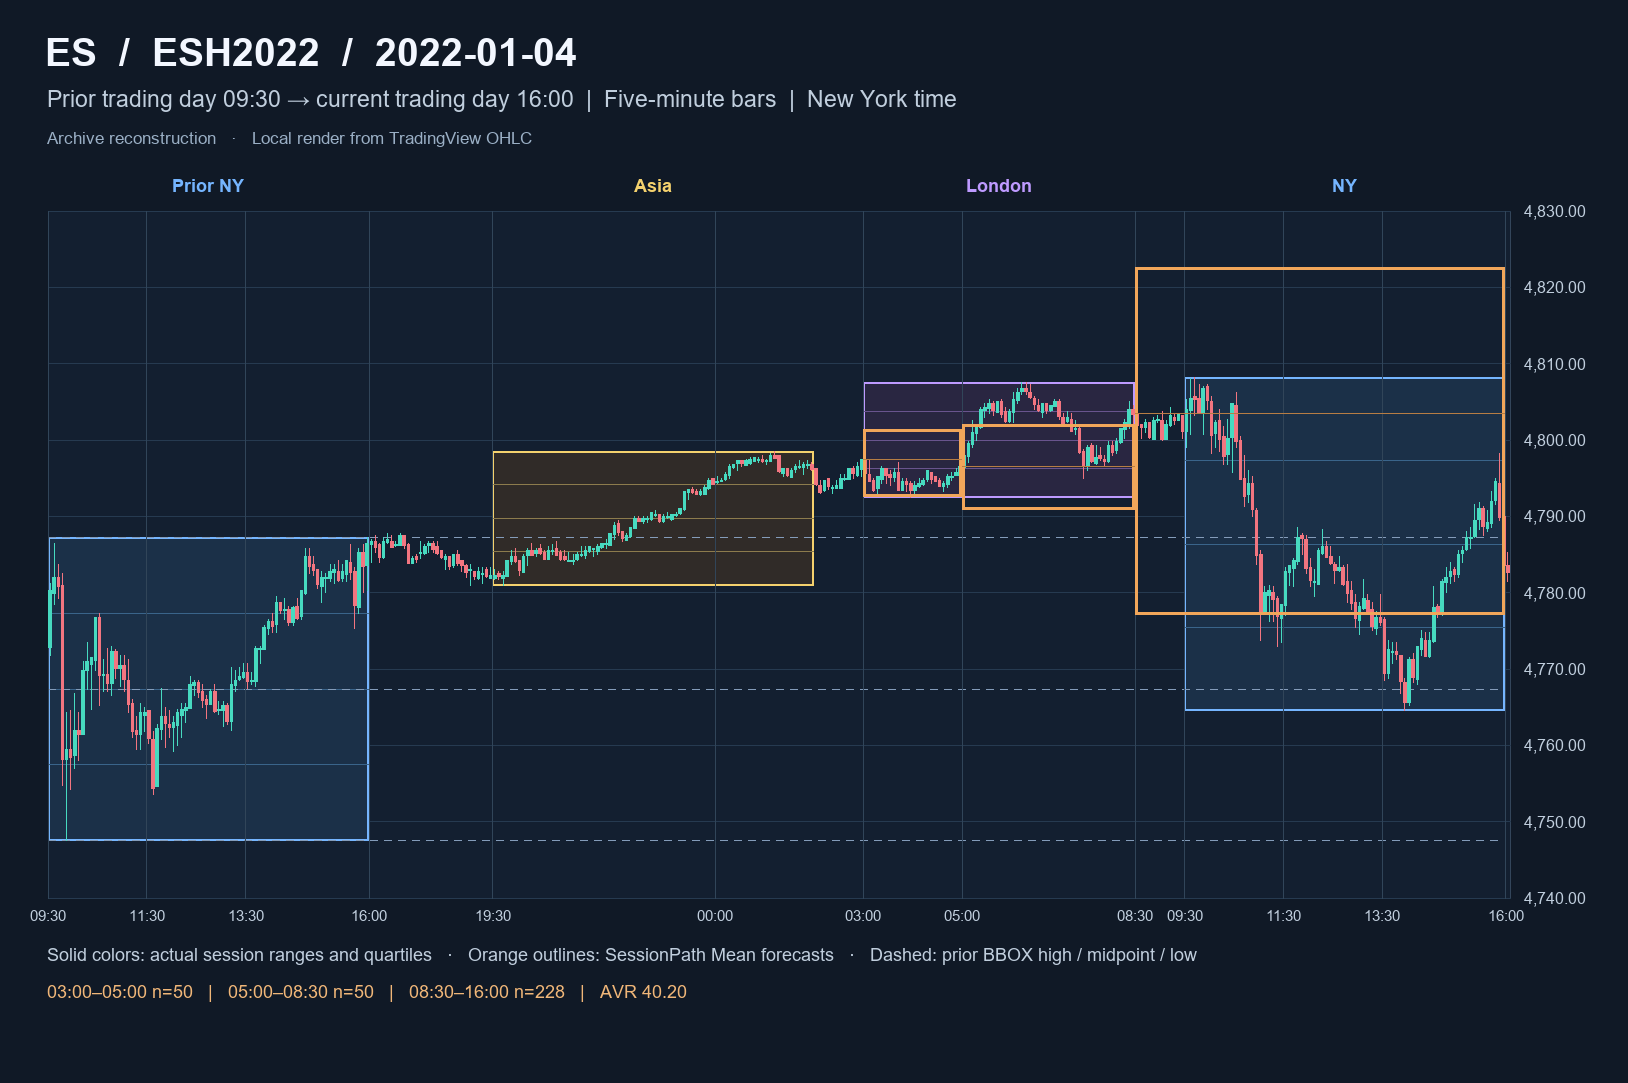 ES / ESH2022 / 2022-01-04
Prior trading day 09:30 → current trading day 16:00 | Five-minute bars | New York time
Archive reconstruction · Local render from TradingView OHLC
Prior NY Asia London NY
4,830.00
4,820.00
4,810.00
4,800.00
4,790.00
4,780.00
4,770.00
4,760.00
4,750.00
4,740.00
09:30 11:30 13:30 16:00 19:30 00:00 03:00 05:00 08:30 09:30 11:30 13:30 16:00
Solid colors: actual session ranges and quartiles · Orange outlines: SessionPath Mean forecasts · Dashed: prior BBOX high / midpoint / low
03:00–05:00 n=50 | 05:00–08:30 n=50 | 08:30–16:00 n=228 | AVR 40.20